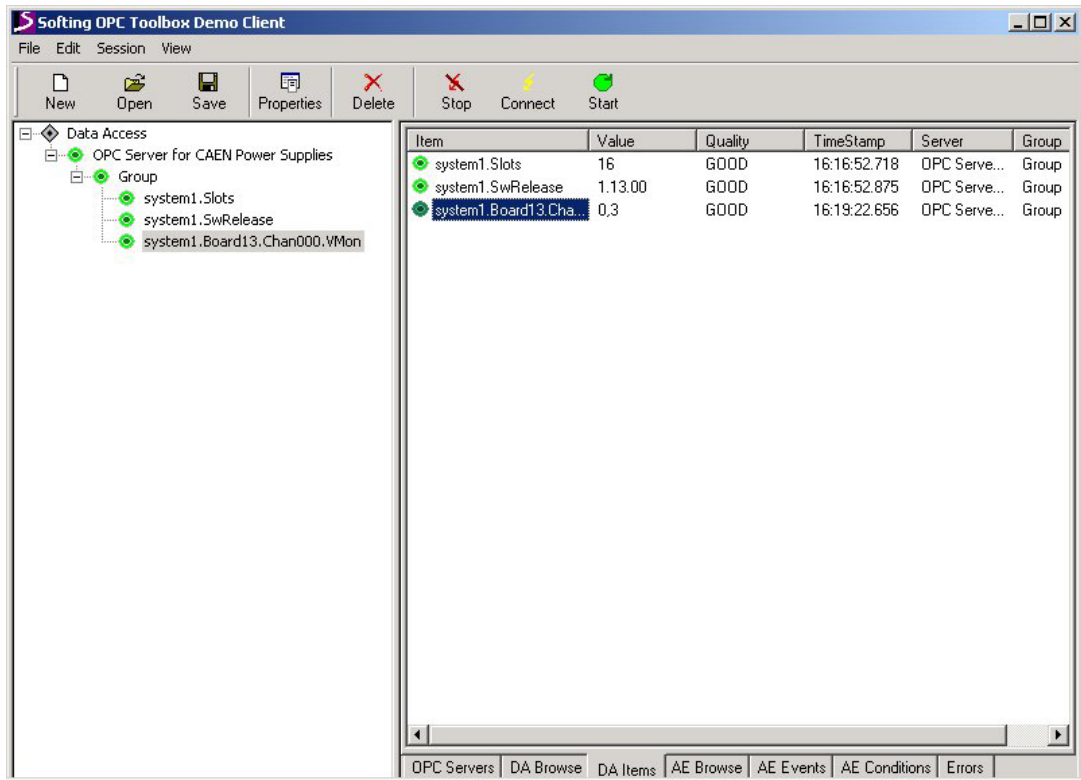 Softing OPC Toolbox Demo Client
File Edit Session View
New Open Save Properties Delete Stop Connect Start
Data Access
OPC Server for CAEN Power Supplies
Group
system1.Slots
system1.SwRelease
system1.Board13.Chan000.VMon
Item Value Quality TimeStamp Server Group
system1.Slots 16 GOOD 16:16:52.718 OPC Serve... Group
system1.SwRelease 1.13.00 GOOD 16:16:52.875 OPC Serve... Group
system1.Board13.Cha... 0,3 GOOD 16:19:22.656 OPC Serve... Group
OPC Servers DA Browse DA Items AE Browse AE Events AE Conditions Errors